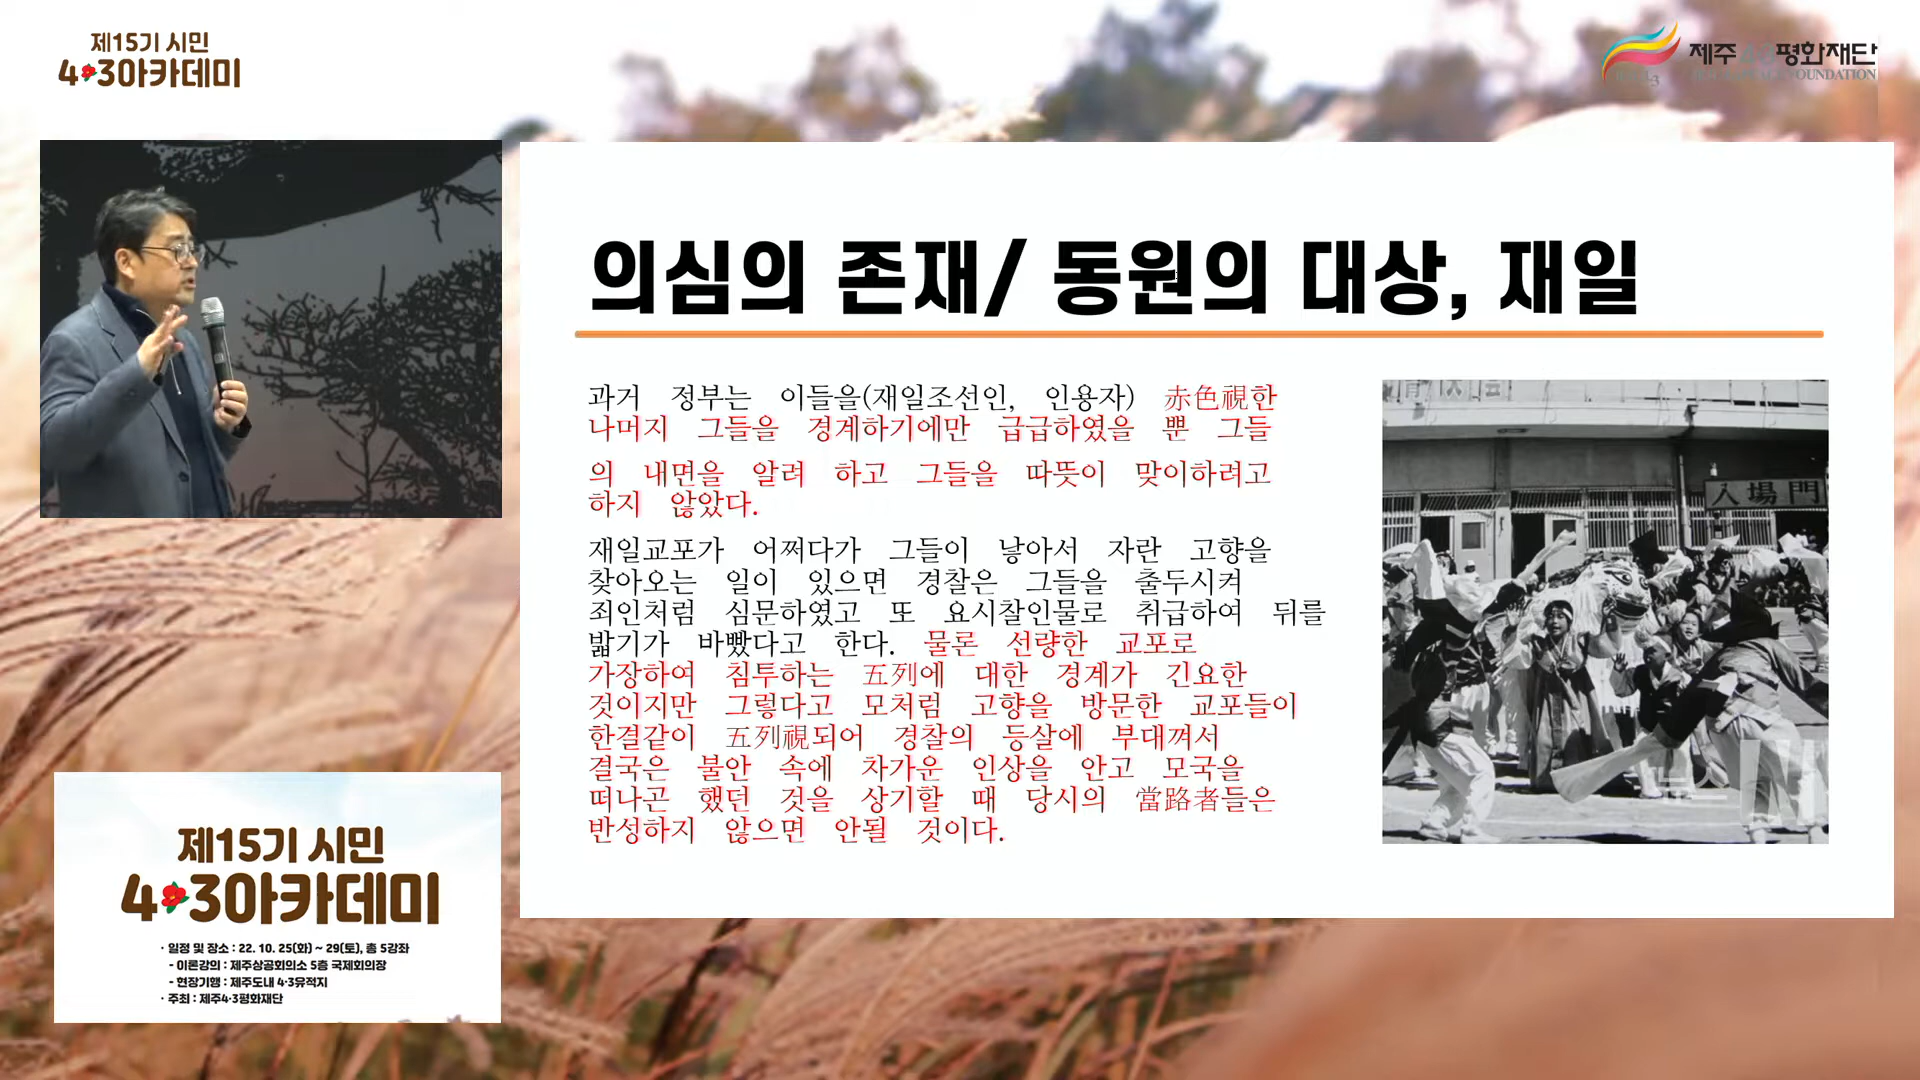 제15기 시민
4·3아카데미
제주4·3평화재단
FOUNDATION
의심의 존재/ 동원의 대상, 재일
과거 정부는 이들을(재일조선인, 인용자) 赤色視한
나머지 그들을 경계하기에만 급급하였을 뿐 그들
의 내면을 알려 하고 그들을 따뜻이 맞이하려고
하지 않았다.
재일교포가 어쩌다가 그들이 낳아서 자란 고향을
찾아오는 일이 있으면 경찰은 그들을 출두시켜
죄인처럼 심문하였고 또 요시찰인물로 취급하여 뒤를
밟기가 바빴다고 한다. 물론 선량한 교포로
가장하여 침투하는 五列에 대한 경계가 긴요한
것이지만 그렇다고 모처럼 고향을 방문한 교포들이
한결같이 五列視되어 경찰의 등살에 부대껴서
결국은 불안 속에 차가운 인상을 안고 모국을
떠나곤 했던 것을 상기할 때 당시의 當路者들은
반성하지 않으면 안될 것이다.
入場門
뉴스
제15기 시민
4·3아카데미
· 일정 및 장소 : 22. 10. 25(화) ~ 29(토), 총 5강좌
- 이론강의 : 제주상공회의소 5층 국제회의장
- 현장기행 : 제주도내 4·3유적지
· 주최 : 제주4·3평화재단